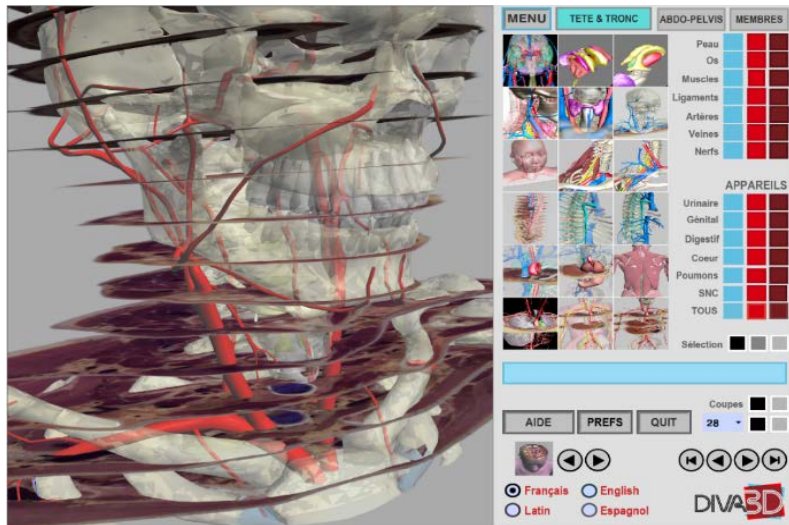 MENU TETE & TRONC ABDO-PELVIS MEMBRES
Peau
Os
Muscles
Ligaments
Artères
Veines
Nerfs
APPAREILS
Urinaire
Génital
Digestif
Coeur
Poumons
SNC
TOUS
Sélection
Coupes
AIDE PREFS QUIT 28
Français English
Latin Espagnol
DIVA3D